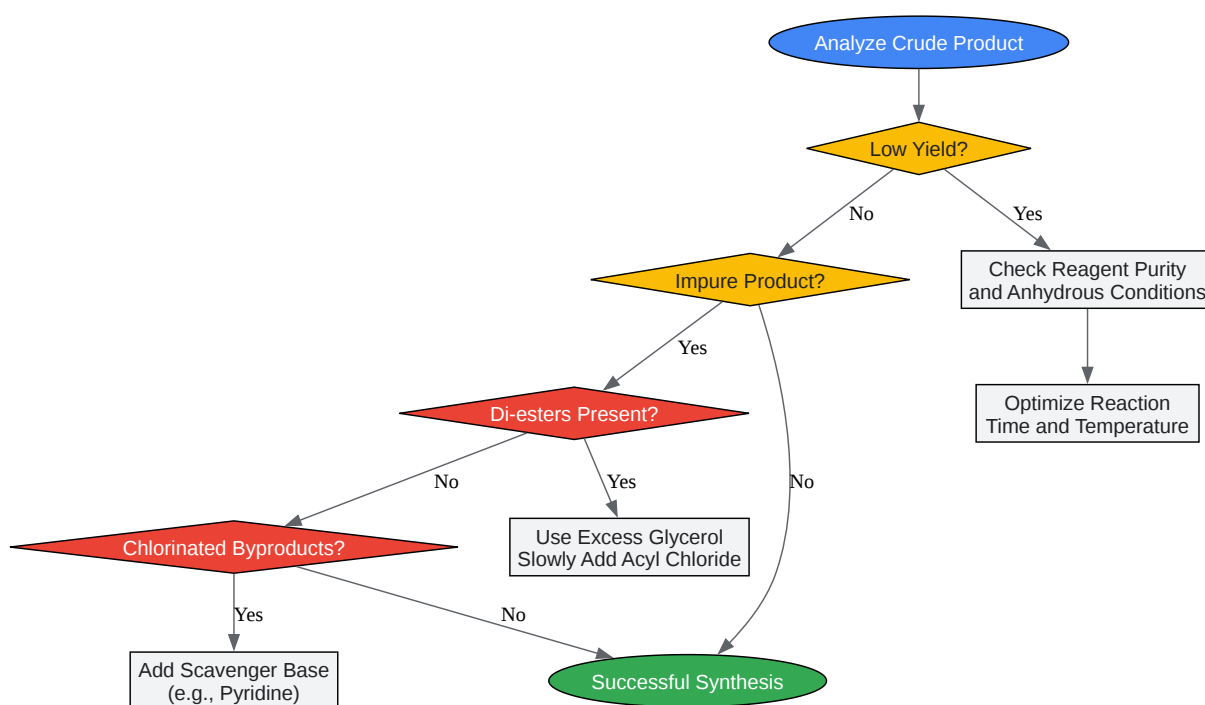 Analyze Crude Product
Low Yield?
No
Yes
Impure Product?
Check Reagent Purity
and Anhydrous Conditions
Yes
Di-esters Present?
Optimize Reaction
Time and Temperature
No
Yes
No
Chlorinated Byproducts?
Use Excess Glycerol
Slowly Add Acyl Chloride
Yes
No
Add Scavenger Base
(e.g., Pyridine)
Successful Synthesis